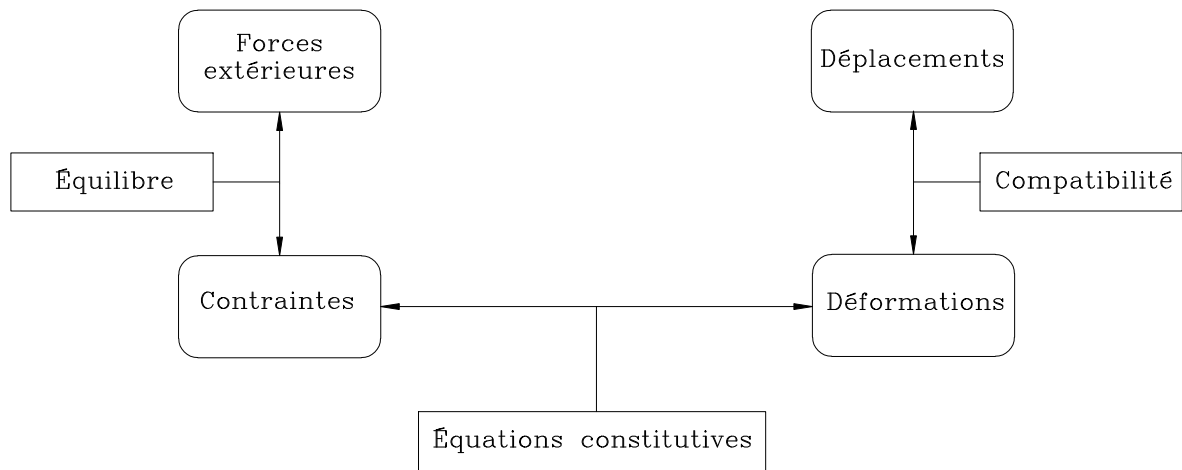 Forces
extérieures
Déplacements
Équilibre
Compatibilité
Contraintes
Déformations
Équations constitutives